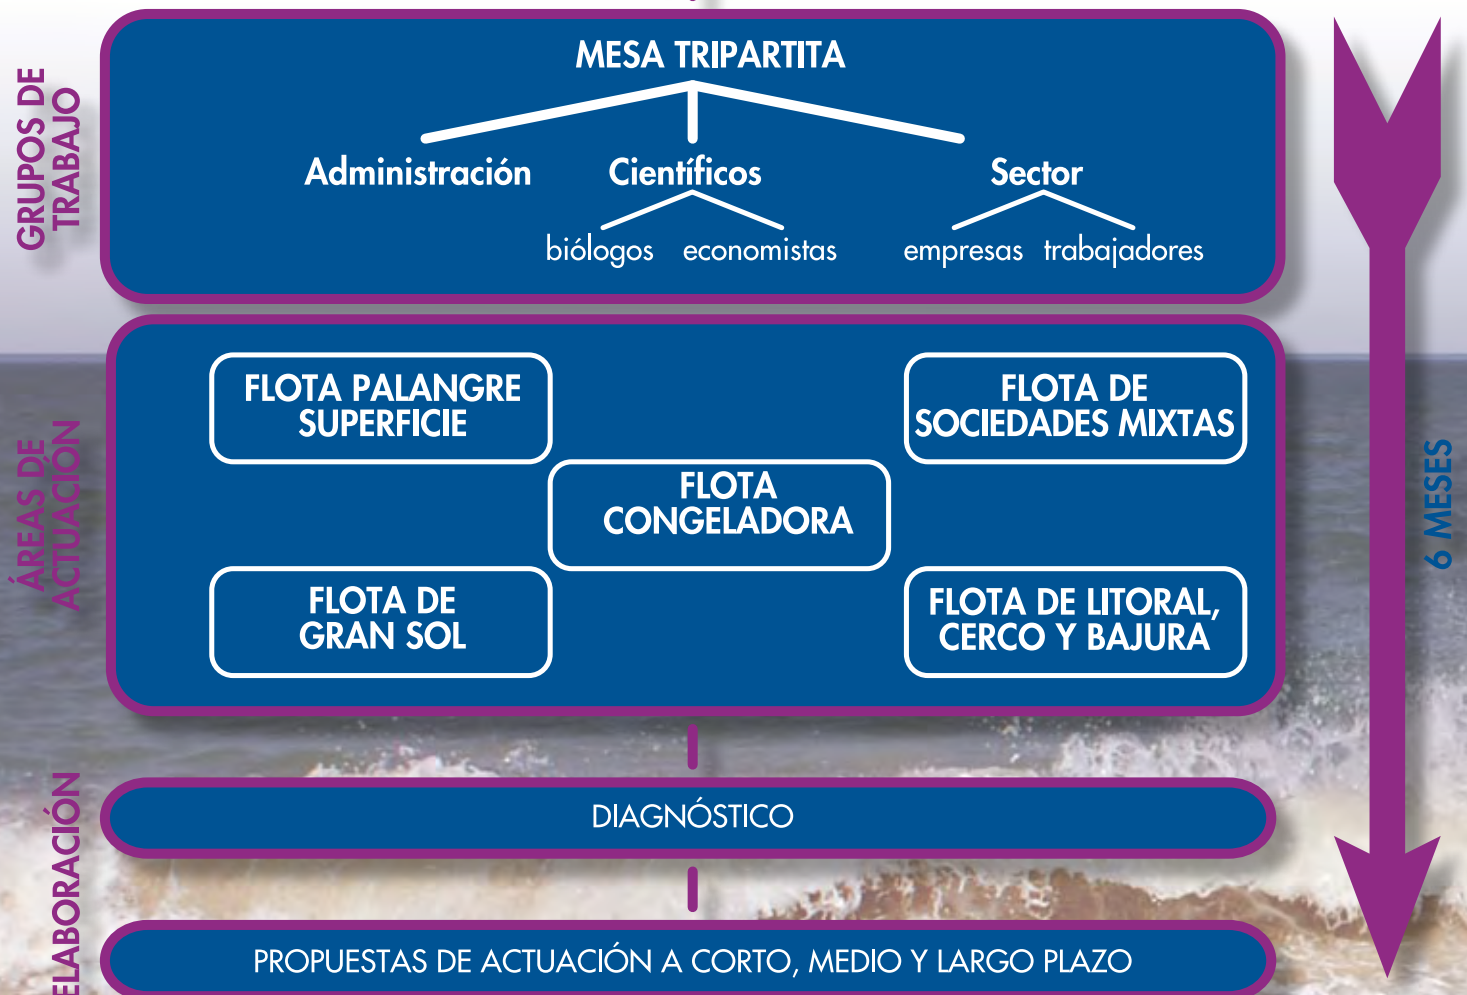 GRUPOS DE
TRABAJO
MESA TRIPARTITA
Administración
Científicos
Sector
biólogos
economistas
empresas
trabajadores
ÁREAS DE
ACTUACIÓN
FLOTA PALANGRE
SUPERFICIE
FLOTA DE
SOCIEDADES MIXTAS
FLOTA
CONGELADORA
FLOTA DE
GRAN SOL
FLOTA DE LITORAL,
CERCO Y BAJURA
6 MESES
ELABORACIÓN
DIAGNÓSTICO
PROPUESTAS DE ACTUACIÓN A CORTO, MEDIO Y LARGO PLAZO